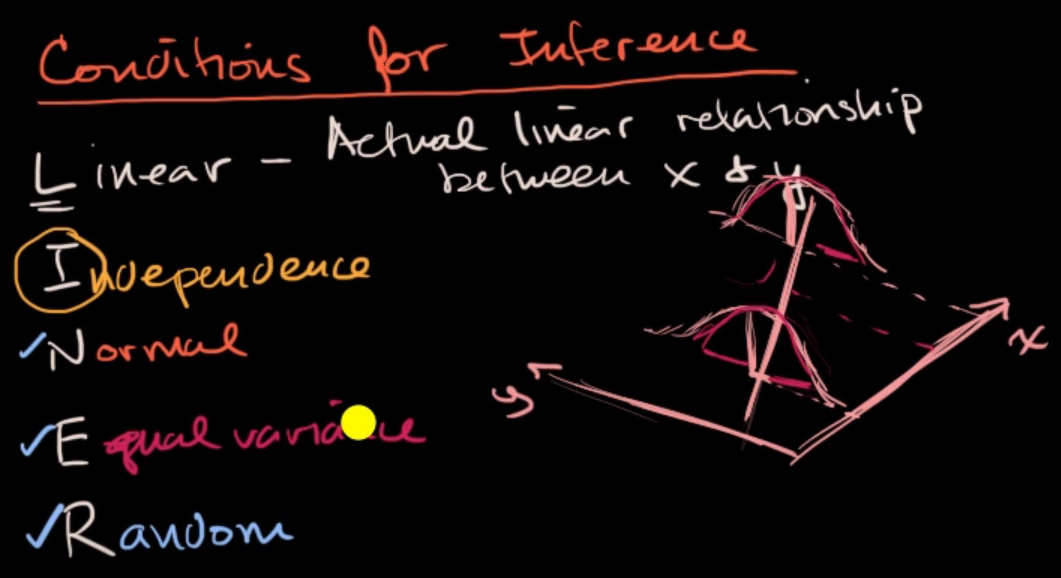 Conditions for Inference
Linear – Actual linear relationship
between x & y
Independence
Normal
Equal variance
Random
y
x